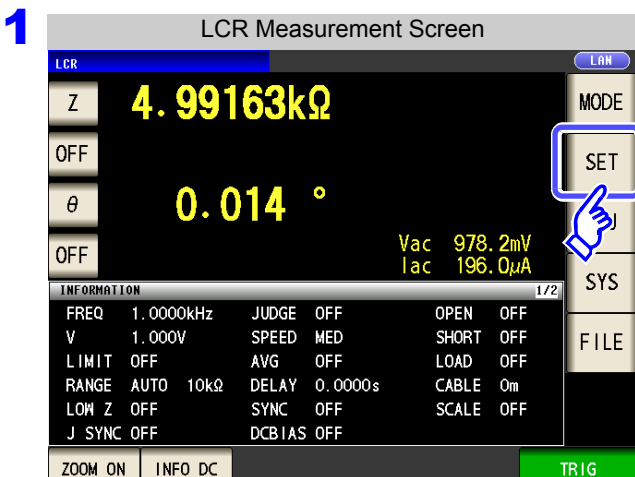 1
LCR Measurement Screen
LCR
LAN
Z 4.99163kΩ
MODE
OFF
SET
θ 0.014 °
OFF
Vac 978.2mV
Iac 196.0μA
SYS
INFORMATION 1/2
FREQ 1.0000kHz JUDGE OFF OPEN OFF
V 1.000V SPEED MED SHORT OFF
FILE
LIMIT OFF AVG OFF LOAD OFF
RANGE AUTO 10kΩ DELAY 0.0000s CABLE 0m
LOW Z OFF SYNC OFF SCALE OFF
J SYNC OFF DCBIAS OFF
ZOOM ON INFO DC TRIG